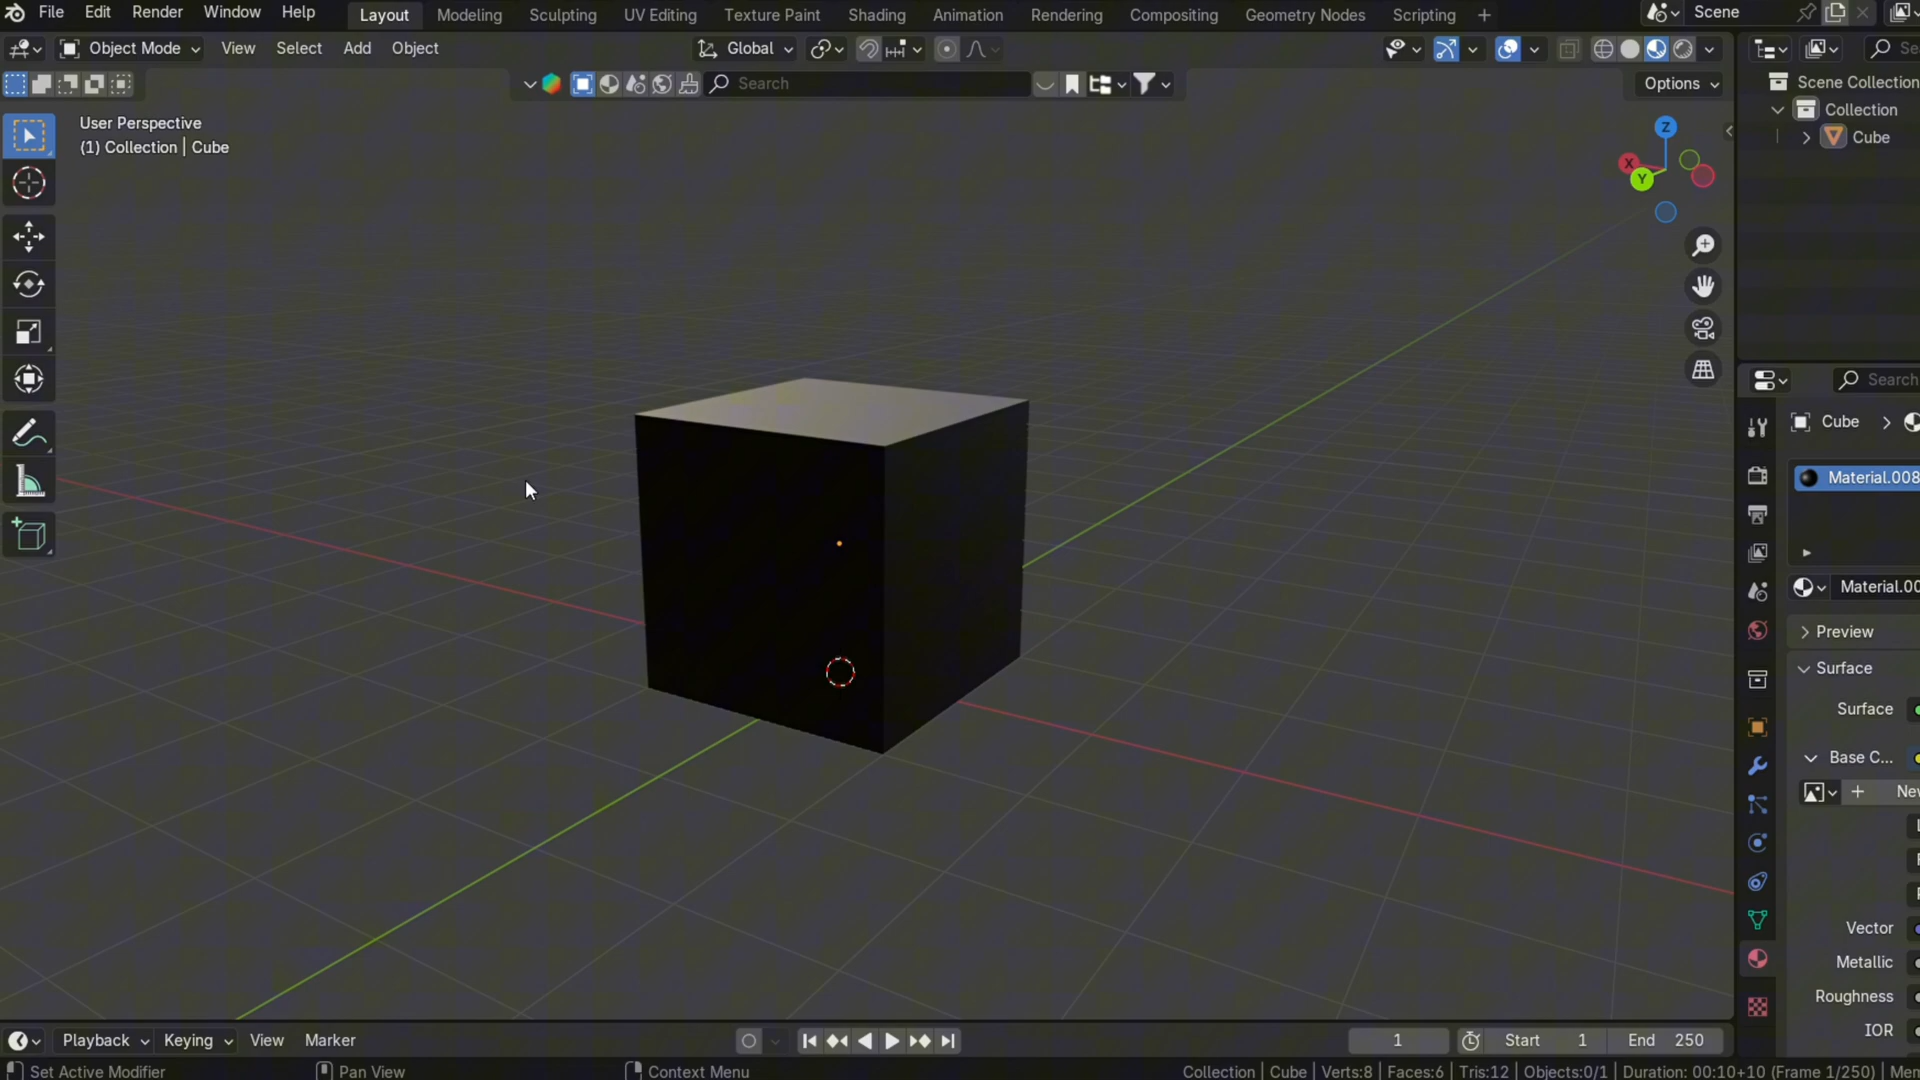 File Edit Render Window Help Layout Modeling Sculpting UV Editing Texture Paint Shading Animation Rendering Compositing Geometry Nodes Scripting + Scene
Object Mode View Select Add Object Global
Search Options
Scene Collection
Collection
Cube
User Perspective
(1) Collection | Cube
Z
X
Y
Search
Cube >
Material.008
Material.00
Preview
Surface
Surface
Base C...
+ New
Vector
Metallic
Roughness
IOR
Playback Keying View Marker 1 Start 1 End 250
Set Active Modifier Pan View Context Menu Collection | Cube | Verts:8 | Faces:6 | Tris:12 | Objects:0/1 | Duration: 00:10+10 (Frame 1/250) | Mem